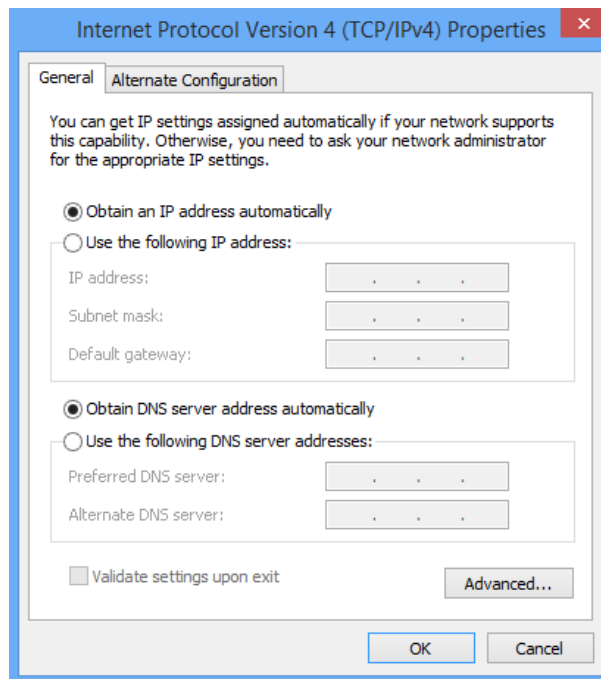 Internet Protocol Version 4 (TCP/IPv4) Properties
General
Alternate Configuration
You can get IP settings assigned automatically if your network supports
this capability. Otherwise, you need to ask your network administrator
for the appropriate IP settings.
Obtain an IP address automatically
Use the following IP address:
IP address:
Subnet mask:
Default gateway:
Obtain DNS server address automatically
Use the following DNS server addresses:
Preferred DNS server:
Alternate DNS server:
Validate settings upon exit
Advanced...
OK
Cancel